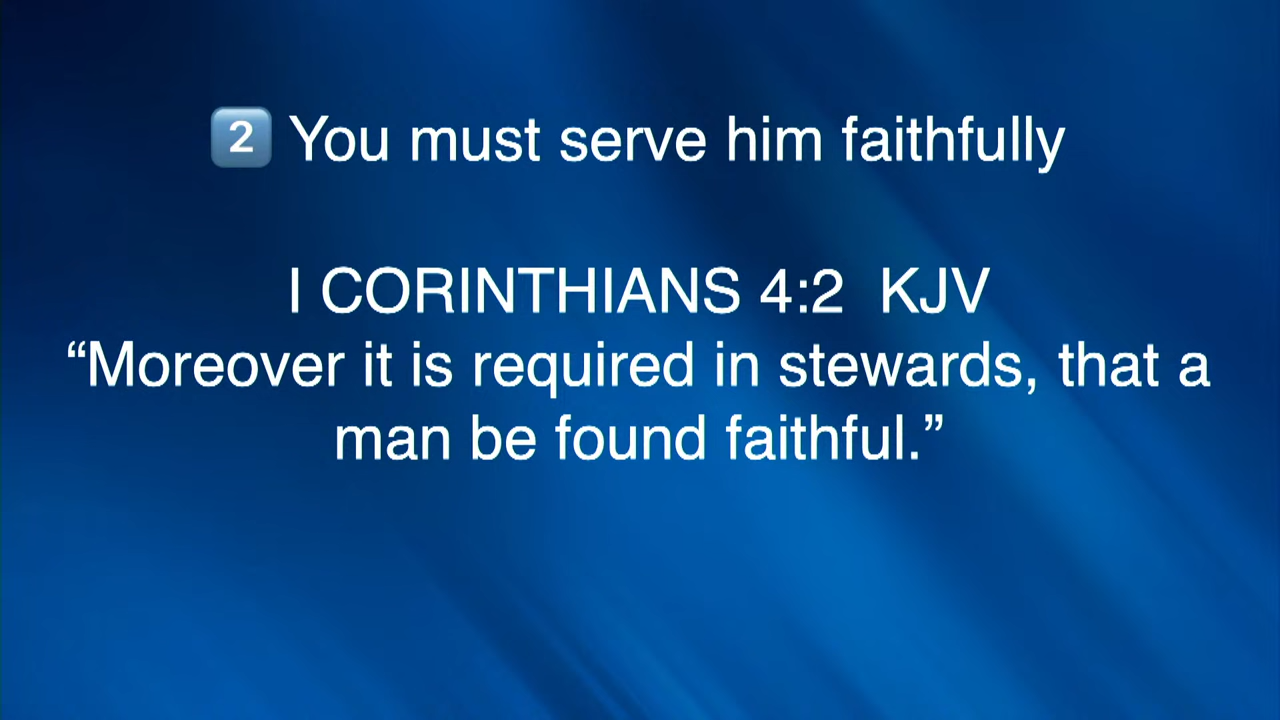 2️⃣ You must serve him faithfully
I CORINTHIANS 4:2  KJV
“Moreover it is required in stewards, that a
man be found faithful.”